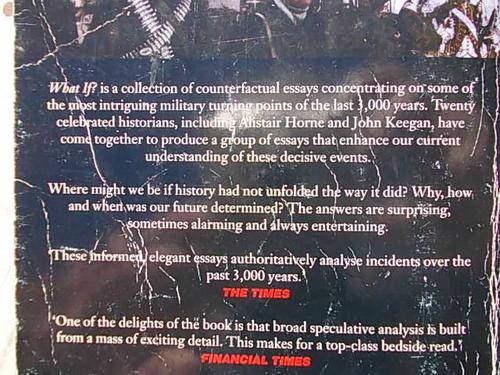 What If? is a collection of counterfactual essays concentrating on some of
the most intriguing military turning points of the last 3,000 years. Twenty
celebrated historians, including Alistair Horne and John Keegan, have
come together to produce a group of essays that enhance our current
understanding of these decisive events.
Where might we be if history had not unfolded the way it did? Why, how
and when was our future determined? The answers are surprising,
sometimes alarming and always entertaining.
These informed, elegant essays authoritatively analyse incidents over the
past 3,000 years.
THE TIMES
'One of the delights of the book is that broad speculative analysis is built
from a mass of exciting detail. This makes for a top-class bedside read.'
FINANCIAL TIMES